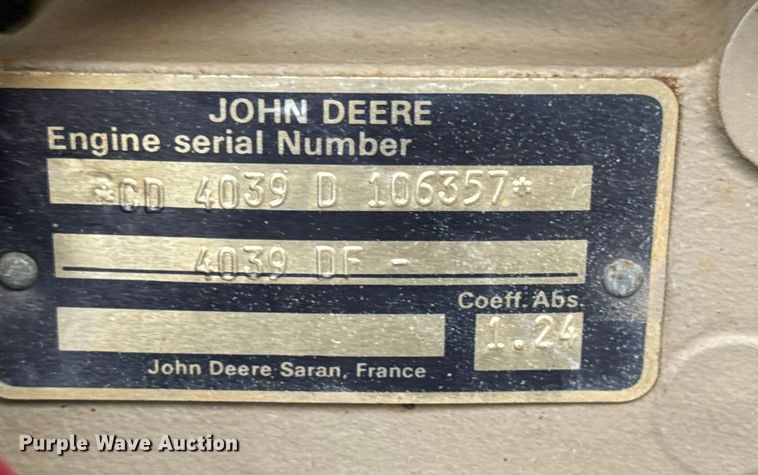 JOHN DEERE
Engine serial Number
*CD 4039 D 106357*
4039 DF -
Coeff. Abs.
1.24
John Deere Saran, France
Purple Wave Auction